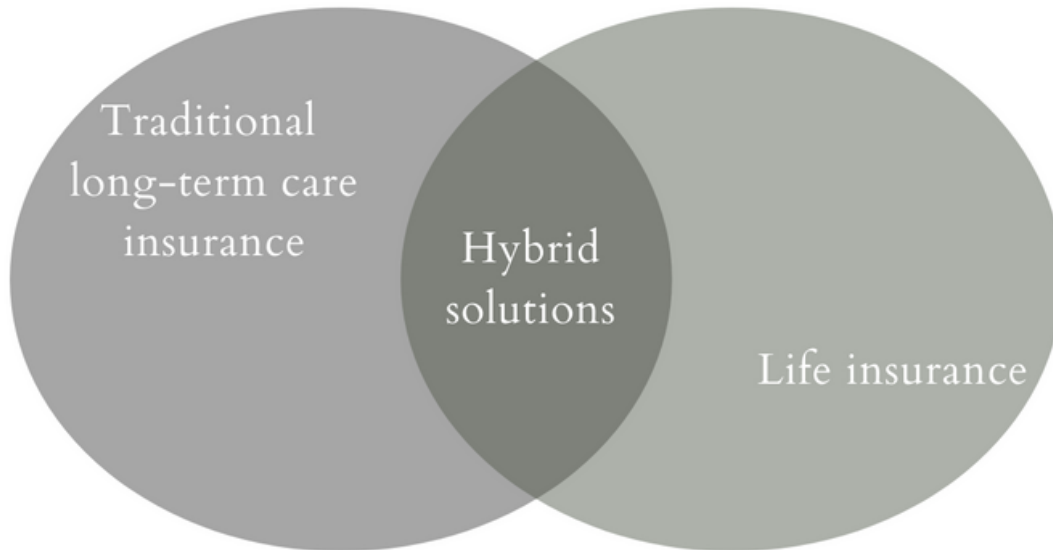 Traditional
long-term care
insurance
Hybrid
solutions
Life insurance